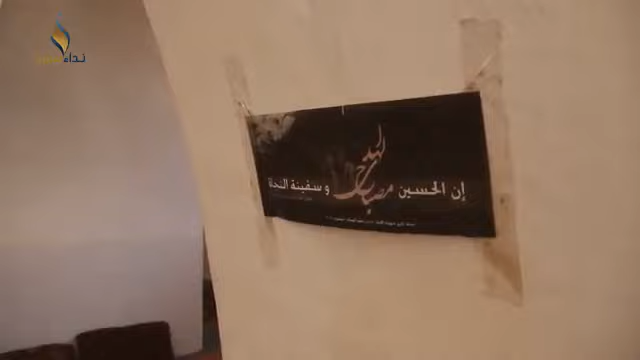 نداء
إن الحسين مصباح الهدى و سفينة النجاة